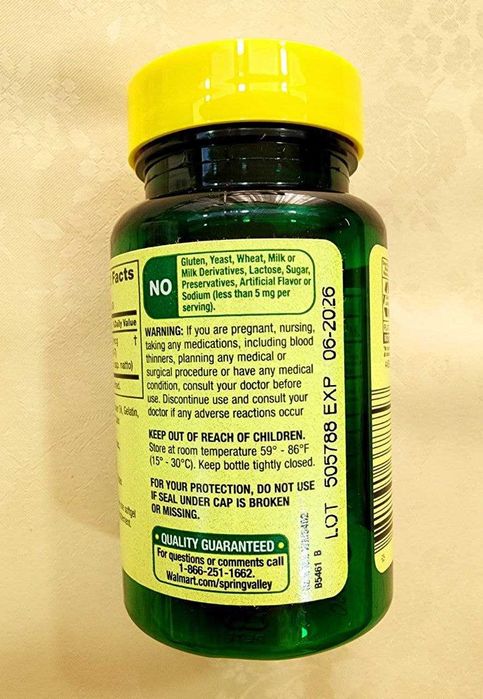 Facts
Daily Value
†
natto)
Gelatin,
softgel
NO
Gluten, Yeast, Wheat, Milk or
Milk Derivatives, Lactose, Sugar,
Preservatives, Artificial Flavor or
Sodium (less than 5 mg per
serving).
WARNING: If you are pregnant, nursing,
taking any medications, including blood
thinners, planning any medical or
surgical procedure or have any medical
condition, consult your doctor before
use. Discontinue use and consult your
doctor if any adverse reactions occur
KEEP OUT OF REACH OF CHILDREN.
Store at room temperature 59° - 86°F
(15° - 30°C). Keep bottle tightly closed.
FOR YOUR PROTECTION, DO NOT USE
IF SEAL UNDER CAP IS BROKEN
OR MISSING.
• QUALITY GUARANTEED •
For questions or comments call
1-866-251-1662.
Walmart.com/springvalley
B5461 B
LOT 505788 EXP 06-2026